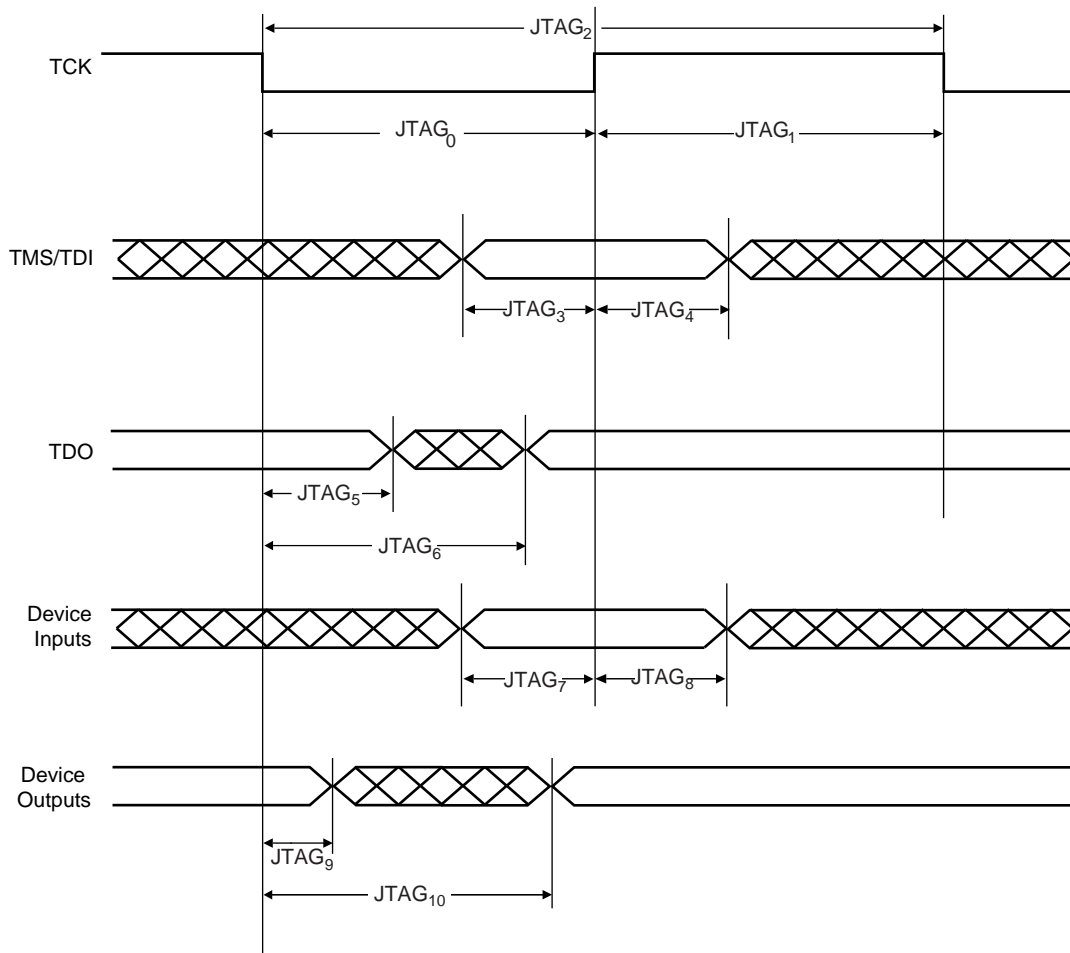 JTAG₂
TCK
JTAG₀
JTAG₁
TMS/TDI
JTAG₃
JTAG₄
TDO
JTAG₅
JTAG₆
Device
Inputs
JTAG₇
JTAG₈
Device
Outputs
JTAG₉
JTAG₁₀